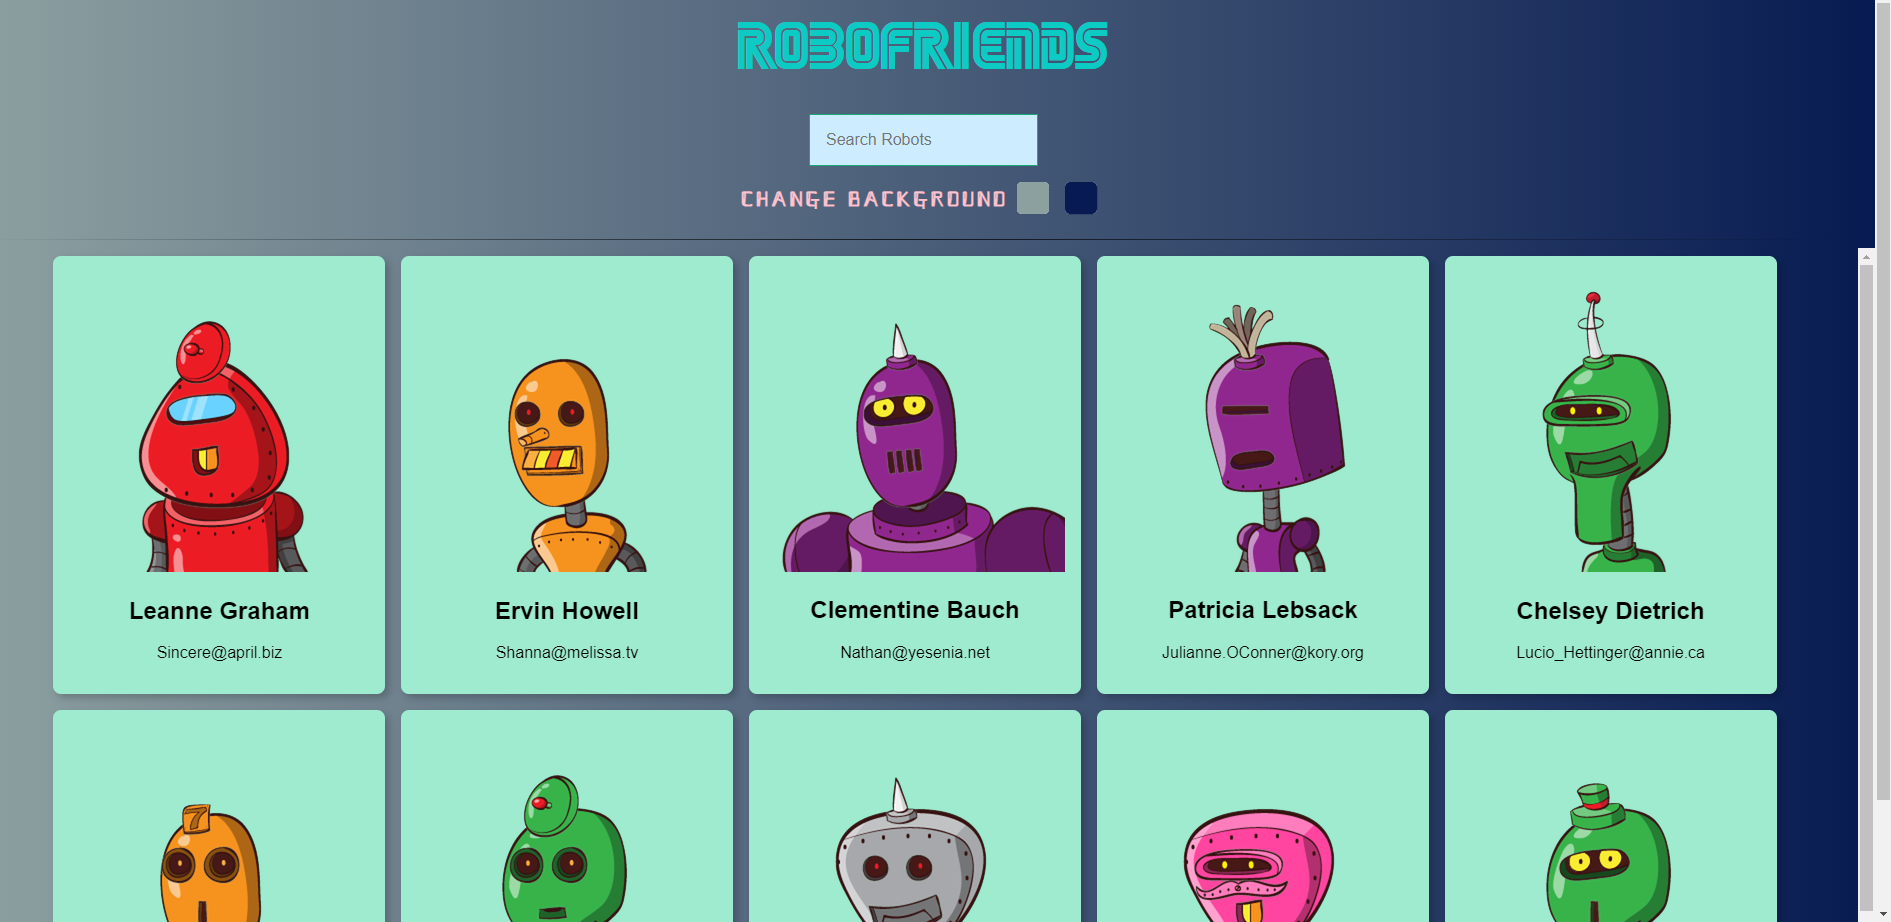 ROBOFRIENDS
Search Robots
CHANGE BACKGROUND
Leanne Graham
Sincere@april.biz
Ervin Howell
Shanna@melissa.tv
Clementine Bauch
Nathan@yesenia.net
Patricia Lebsack
Julianne.OConner@kory.org
Chelsey Dietrich
Lucio_Hettinger@annie.ca
7